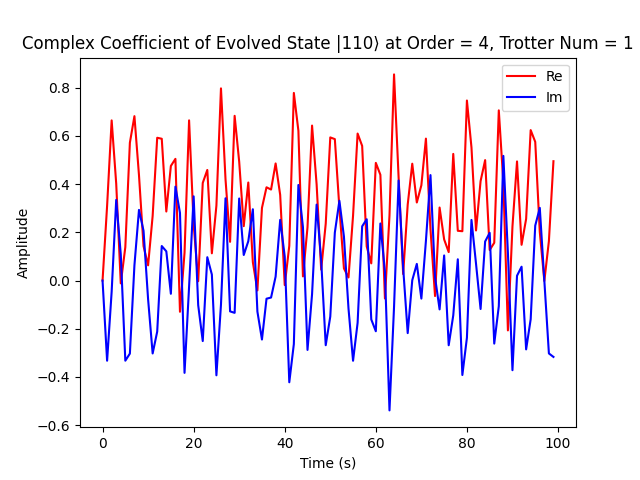 Complex Coefficient of Evolved State |110⟩ at Order = 4, Trotter Num = 1
Re
Im
Amplitude
0.8
0.6
0.4
0.2
0.0
−0.2
−0.4
−0.6
0 20 40 60 80 100
Time (s)